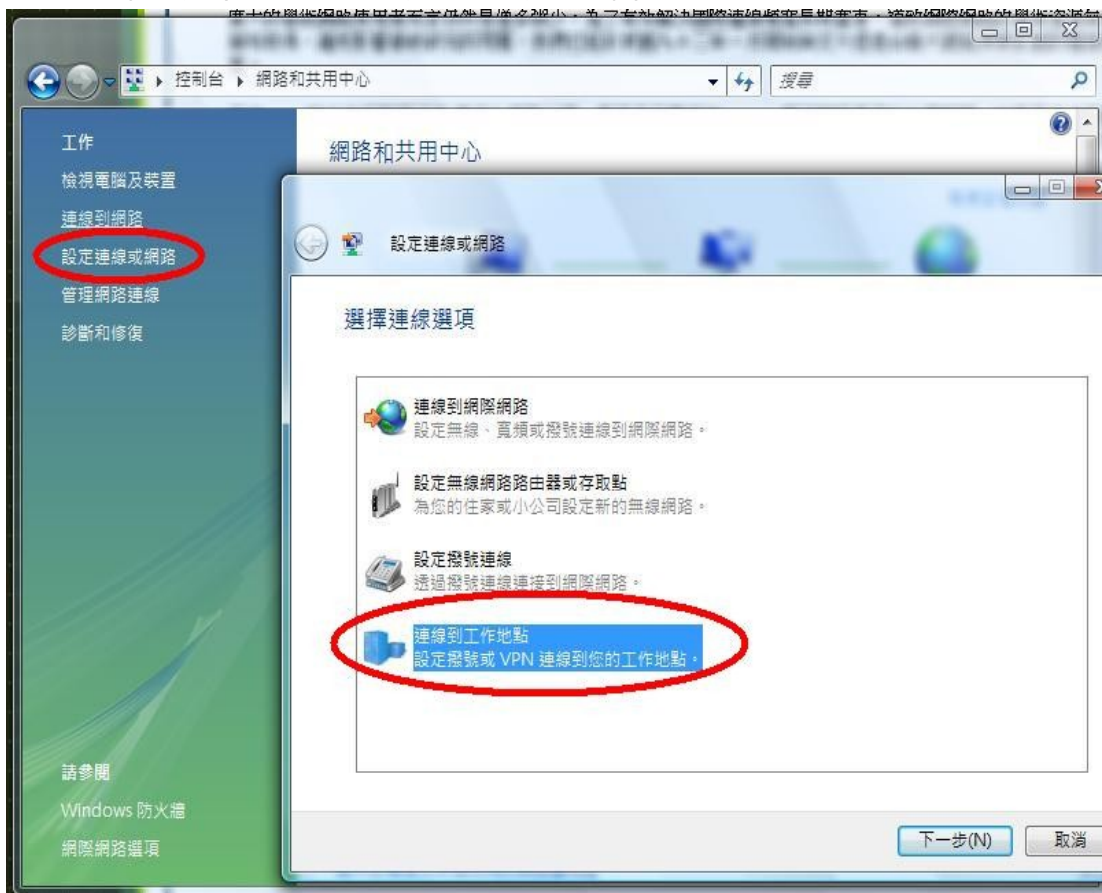 控制台 ▸ 網路和共用中心
搜尋
工作
檢視電腦及裝置
連線到網路
設定連線或網路
管理網路連線
診斷和修復
請參閱
Windows 防火牆
網際網路選項
網路和共用中心
設定連線或網路
選擇連線選項
連線到網際網路
設定無線、寬頻或撥號連線到網際網路。
設定無線網路路由器或存取點
為您的住家或小公司設定新的無線網路。
設定撥號連線
透過撥號連線連接到網際網路。
連線到工作地點
設定撥號或 VPN 連線到您的工作地點。
下一步(N)
取消